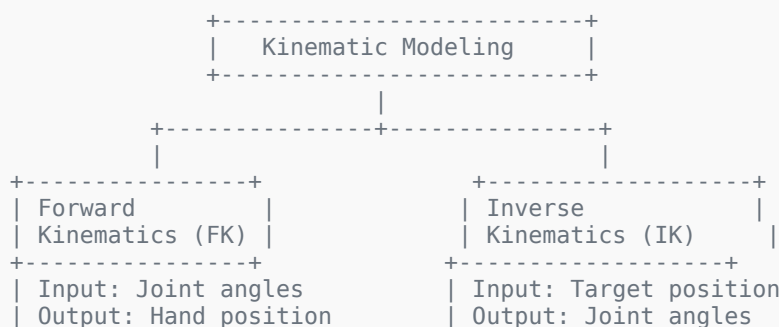 Kinematic Modeling
Forward Inverse
Kinematics (FK) Kinematics (IK)
Input: Joint angles Input: Target position
Output: Hand position Output: Joint angles